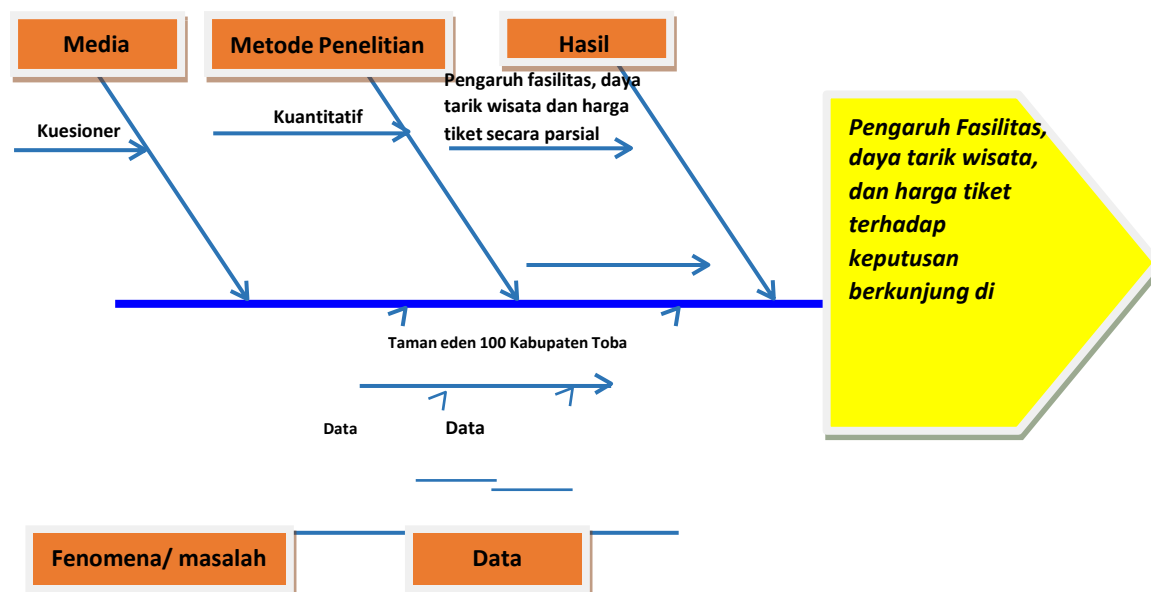 Media
Metode Penelitian
Hasil
Kuesioner
Kuantitatif
Pengaruh fasilitas, daya
tarik wisata dan harga
tiket secara parsial
Pengaruh Fasilitas,
daya tarik wisata,
dan harga tiket
terhadap
keputusan
berkunjung di
Taman eden 100 Kabupaten Toba
Data
Data
Fenomena/ masalah
Data